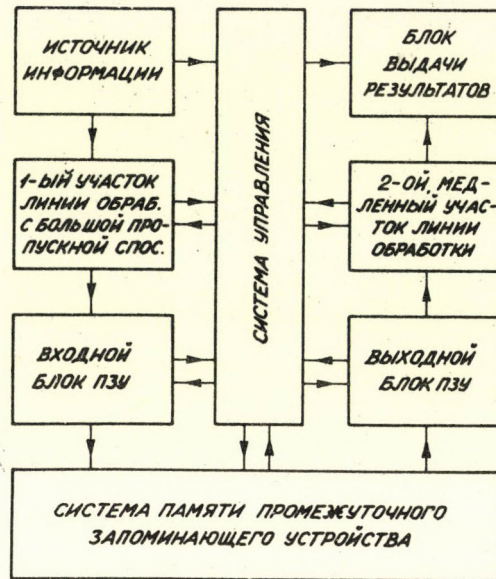 ИСТОЧНИК
ИНФОРМАЦИИ
1-ЫЙ УЧАСТОК
ЛИНИИ ОБРАБ.
С БОЛЬШОЙ ПРО-
ПУСКНОЙ СПОС.
ВХОДНОЙ
БЛОК ПЗУ
СИСТЕМА УПРАВЛЕНИЯ
БЛОК
ВЫДАЧИ
РЕЗУЛЬТАТОВ
2-ОЙ, МЕД-
ЛЕННЫЙ УЧАС-
ТОК ЛИНИИ
ОБРАБОТКИ
ВЫХОДНОЙ
БЛОК ПЗУ
СИСТЕМА ПАМЯТИ ПРОМЕЖУТОЧНОГО
ЗАПОМИНАЮЩЕГО УСТРОЙСТВА